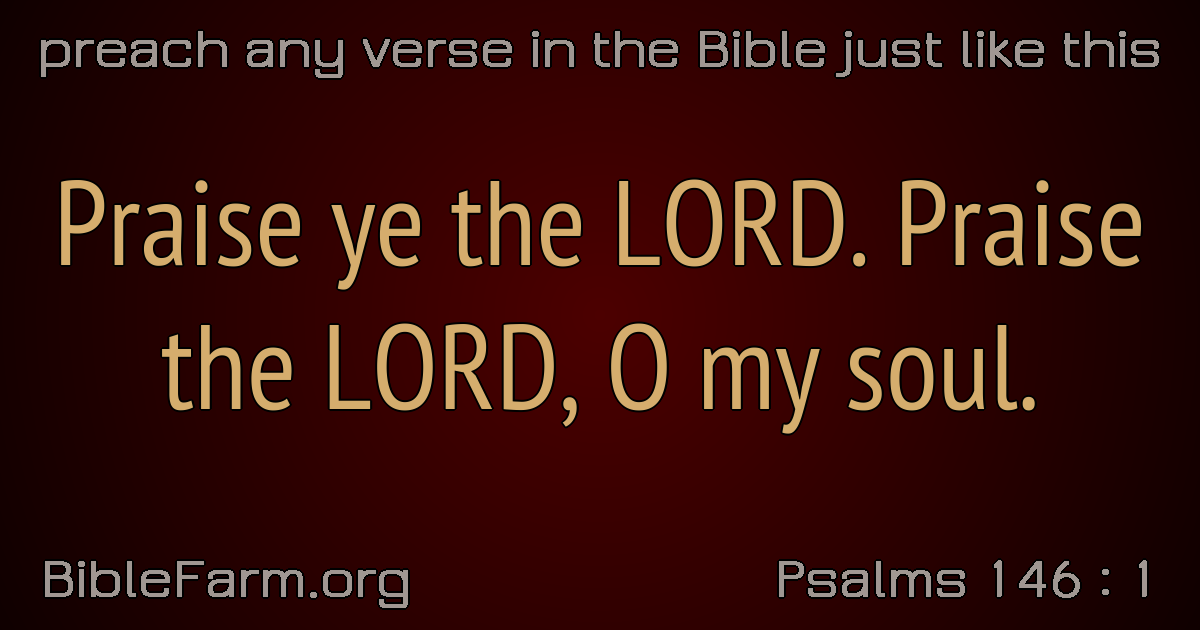 preach any verse in the Bible just like this
Praise ye the LORD. Praise
the LORD, O my soul.
BibleFarm.org
Psalms 146 : 1